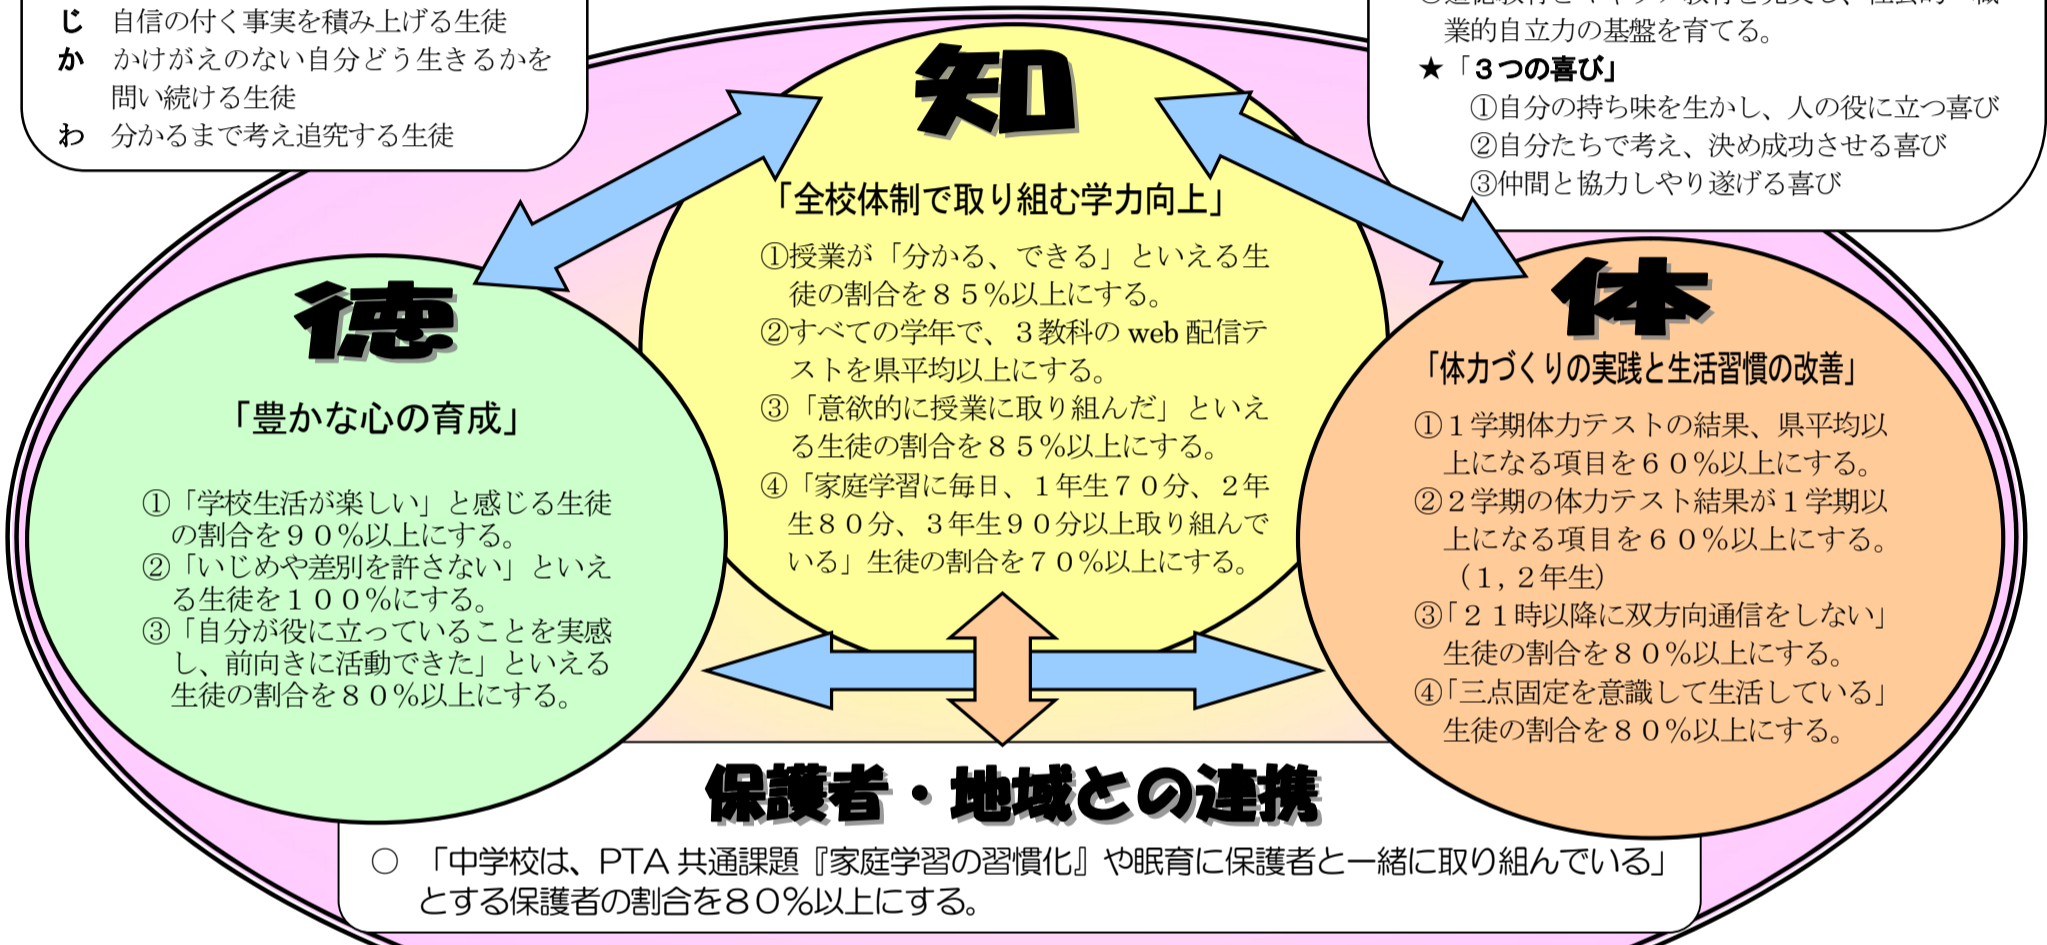 じ 自信の付く事実を積み上げる生徒
か かけがえのない自分どう生きるかを
問い続ける生徒
わ 分かるまで考え追究する生徒
業的自立力の基盤を育てる。
★「３つの喜び」
①自分の持ち味を生かし、人の役に立つ喜び
②自分たちで考え、決め成功させる喜び
③仲間と協力しやり遂げる喜び
知
「全校体制で取り組む学力向上」
①授業が「分かる、できる」といえる生
徒の割合を８５％以上にする。
②すべての学年で、３教科の web 配信テ
ストを県平均以上にする。
③「意欲的に授業に取り組んだ」といえ
る生徒の割合を８５％以上にする。
④「家庭学習に毎日、１年生７０分、２年
生８０分、３年生９０分以上取り組んで
いる」生徒の割合を７０％以上にする。
徳
「豊かな心の育成」
①「学校生活が楽しい」と感じる生徒
の割合を９０％以上にする。
②「いじめや差別を許さない」といえ
る生徒を１００％にする。
③「自分が役に立っていることを実感
し、前向きに活動できた」といえる
生徒の割合を８０％以上にする。
体
「体力づくりの実践と生活習慣の改善」
①１学期体力テストの結果、県平均以
上になる項目を６０％以上にする。
②２学期の体力テスト結果が１学期以
上になる項目を６０％以上にする。
（１，２年生）
③「２１時以降に双方向通信をしない」
生徒の割合を８０％以上にする。
④「三点固定を意識して生活している」
生徒の割合を８０％以上にする。
保護者・地域との連携
○ 「中学校は、PTA 共通課題『家庭学習の習慣化』や眠育に保護者と一緒に取り組んでいる」
とする保護者の割合を８０％以上にする。